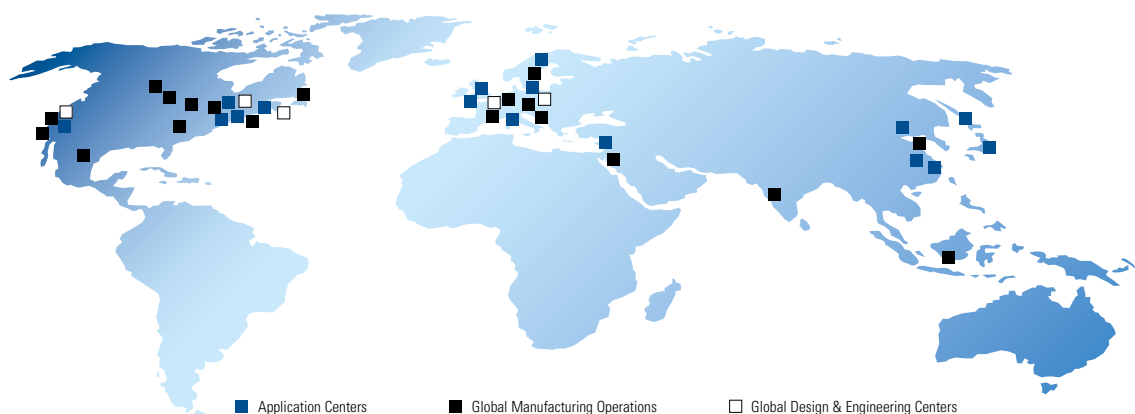 Application Centers
Global Manufacturing Operations
Global Design & Engineering Centers